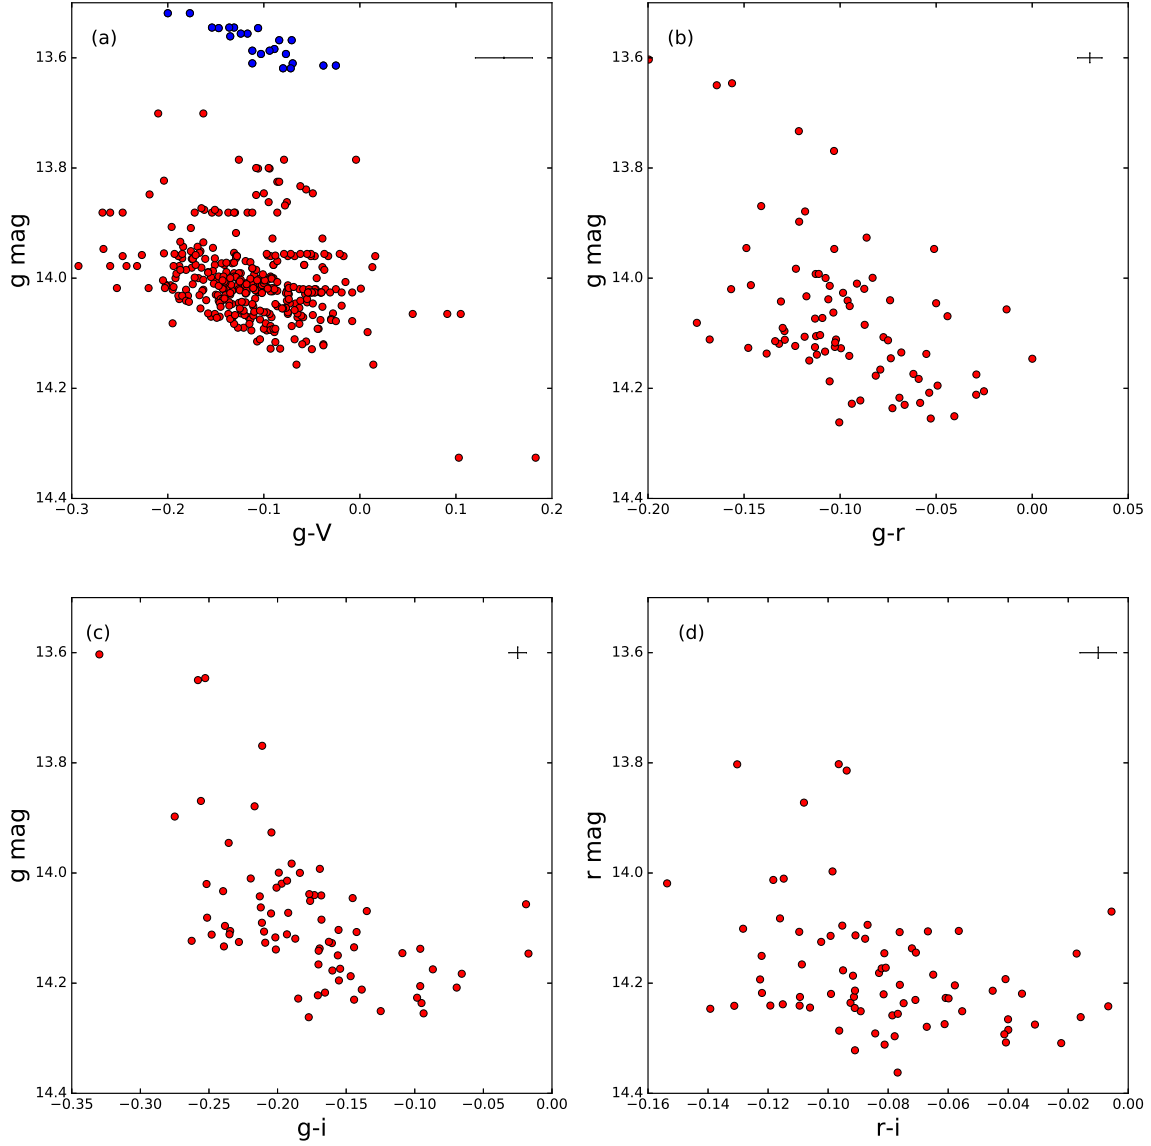 (a)
13.6
13.8
14.0
14.2
14.4
g mag
−0.3 −0.2 −0.1 0.0 0.1 0.2
g-V
(b)
13.6
13.8
14.0
14.2
14.4
g mag
−0.20 −0.15 −0.10 −0.05 0.00 0.05
g-r
(c)
13.6
13.8
14.0
14.2
14.4
g mag
−0.35 −0.30 −0.25 −0.20 −0.15 −0.10 −0.05 0.00
g-i
(d)
13.6
13.8
14.0
14.2
14.4
r mag
−0.16 −0.14 −0.12 −0.10 −0.08 −0.06 −0.04 −0.02 0.00
r-i